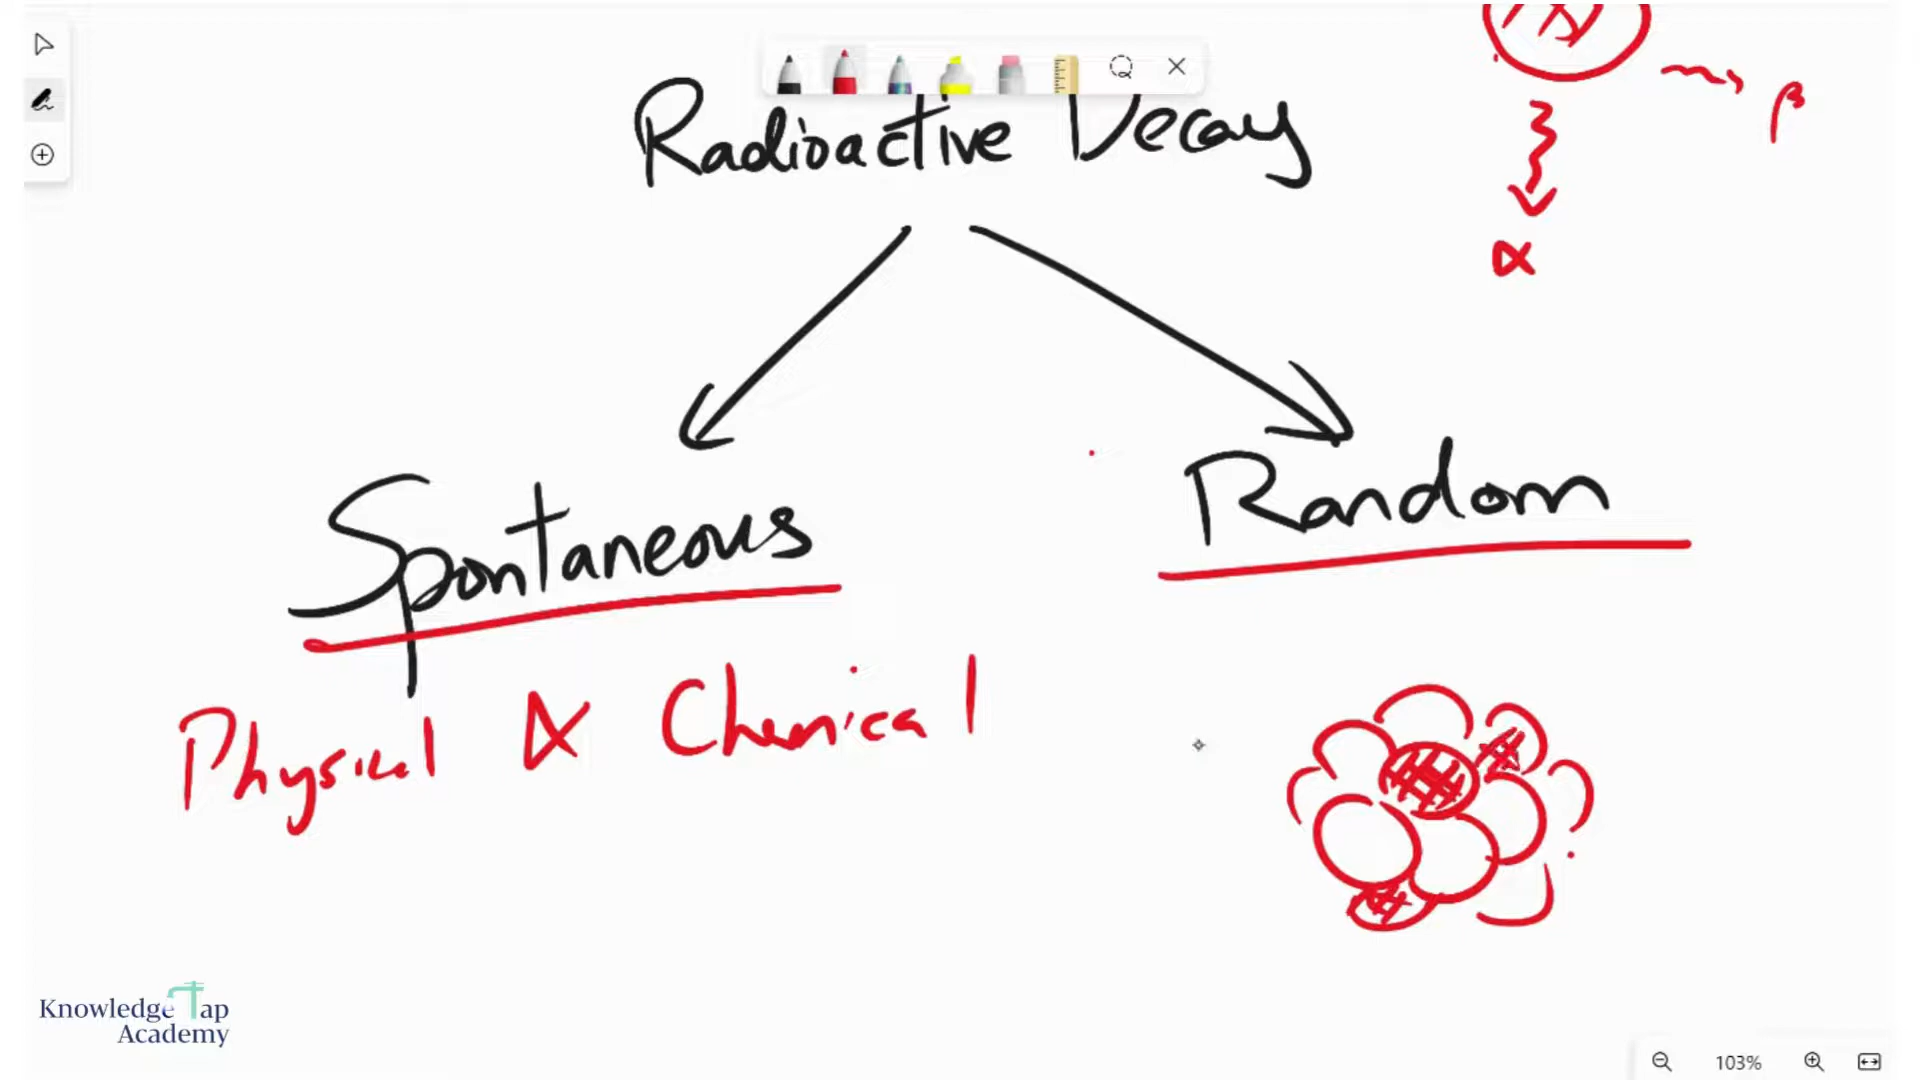 Radioactive Decay
β
α
Spontaneous
Random
Physical & Chemical
Knowledge Tap
Academy
103%